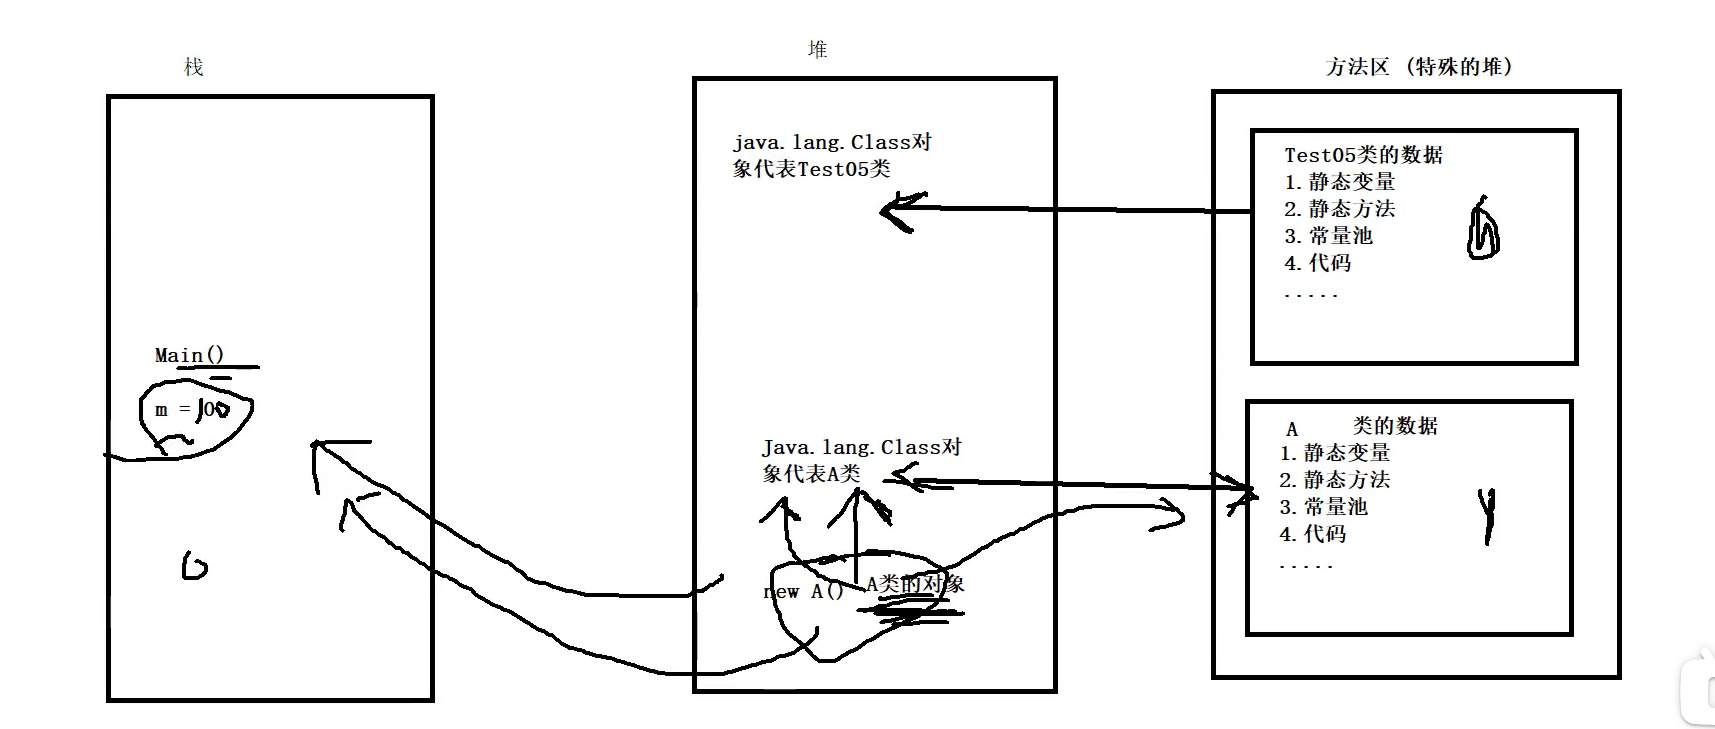 栈
堆
方法区 (特殊的堆)
java.lang.Class对
象代表Test05类
Test05类的数据
1.静态变量
2.静态方法
3.常量池
4.代码
.....
Main()
m = 100
Java.lang.Class对
象代表A类
new A()
A类的对象
A 类的数据
1.静态变量
2.静态方法
3.常量池
4.代码
.....